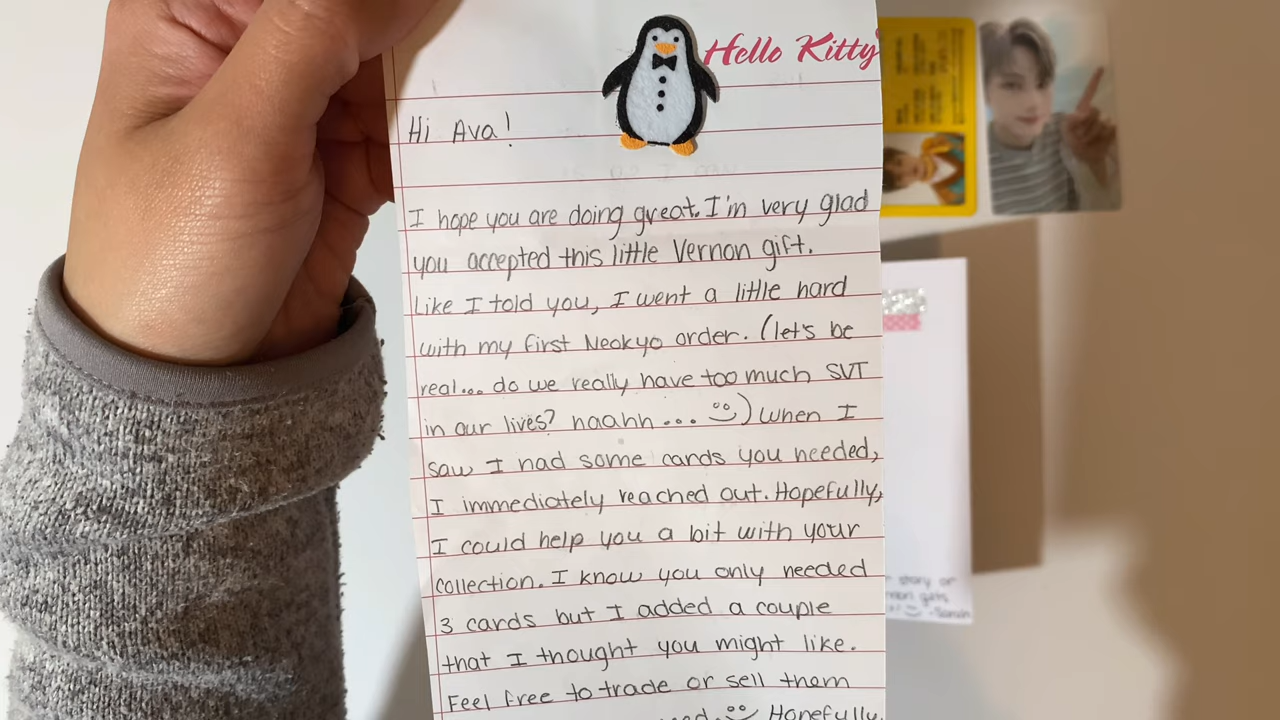 Hello Kitty
Hi Ava!
I hope you are doing great. I'm very glad
you accepted this little Vernon gift.
Like I told you, I went a little hard
with my first Neokyo order. (let's be
real... do we really have too much SVT
in our lives? naahh... ) When I
saw I had some cards you needed,
I immediately reached out. Hopefully,
I could help you a bit with your
collection. I know you only needed
3 cards but I added a couple
that I thought you might like.
Feel free to trade or sell them
Hopefully,
story or